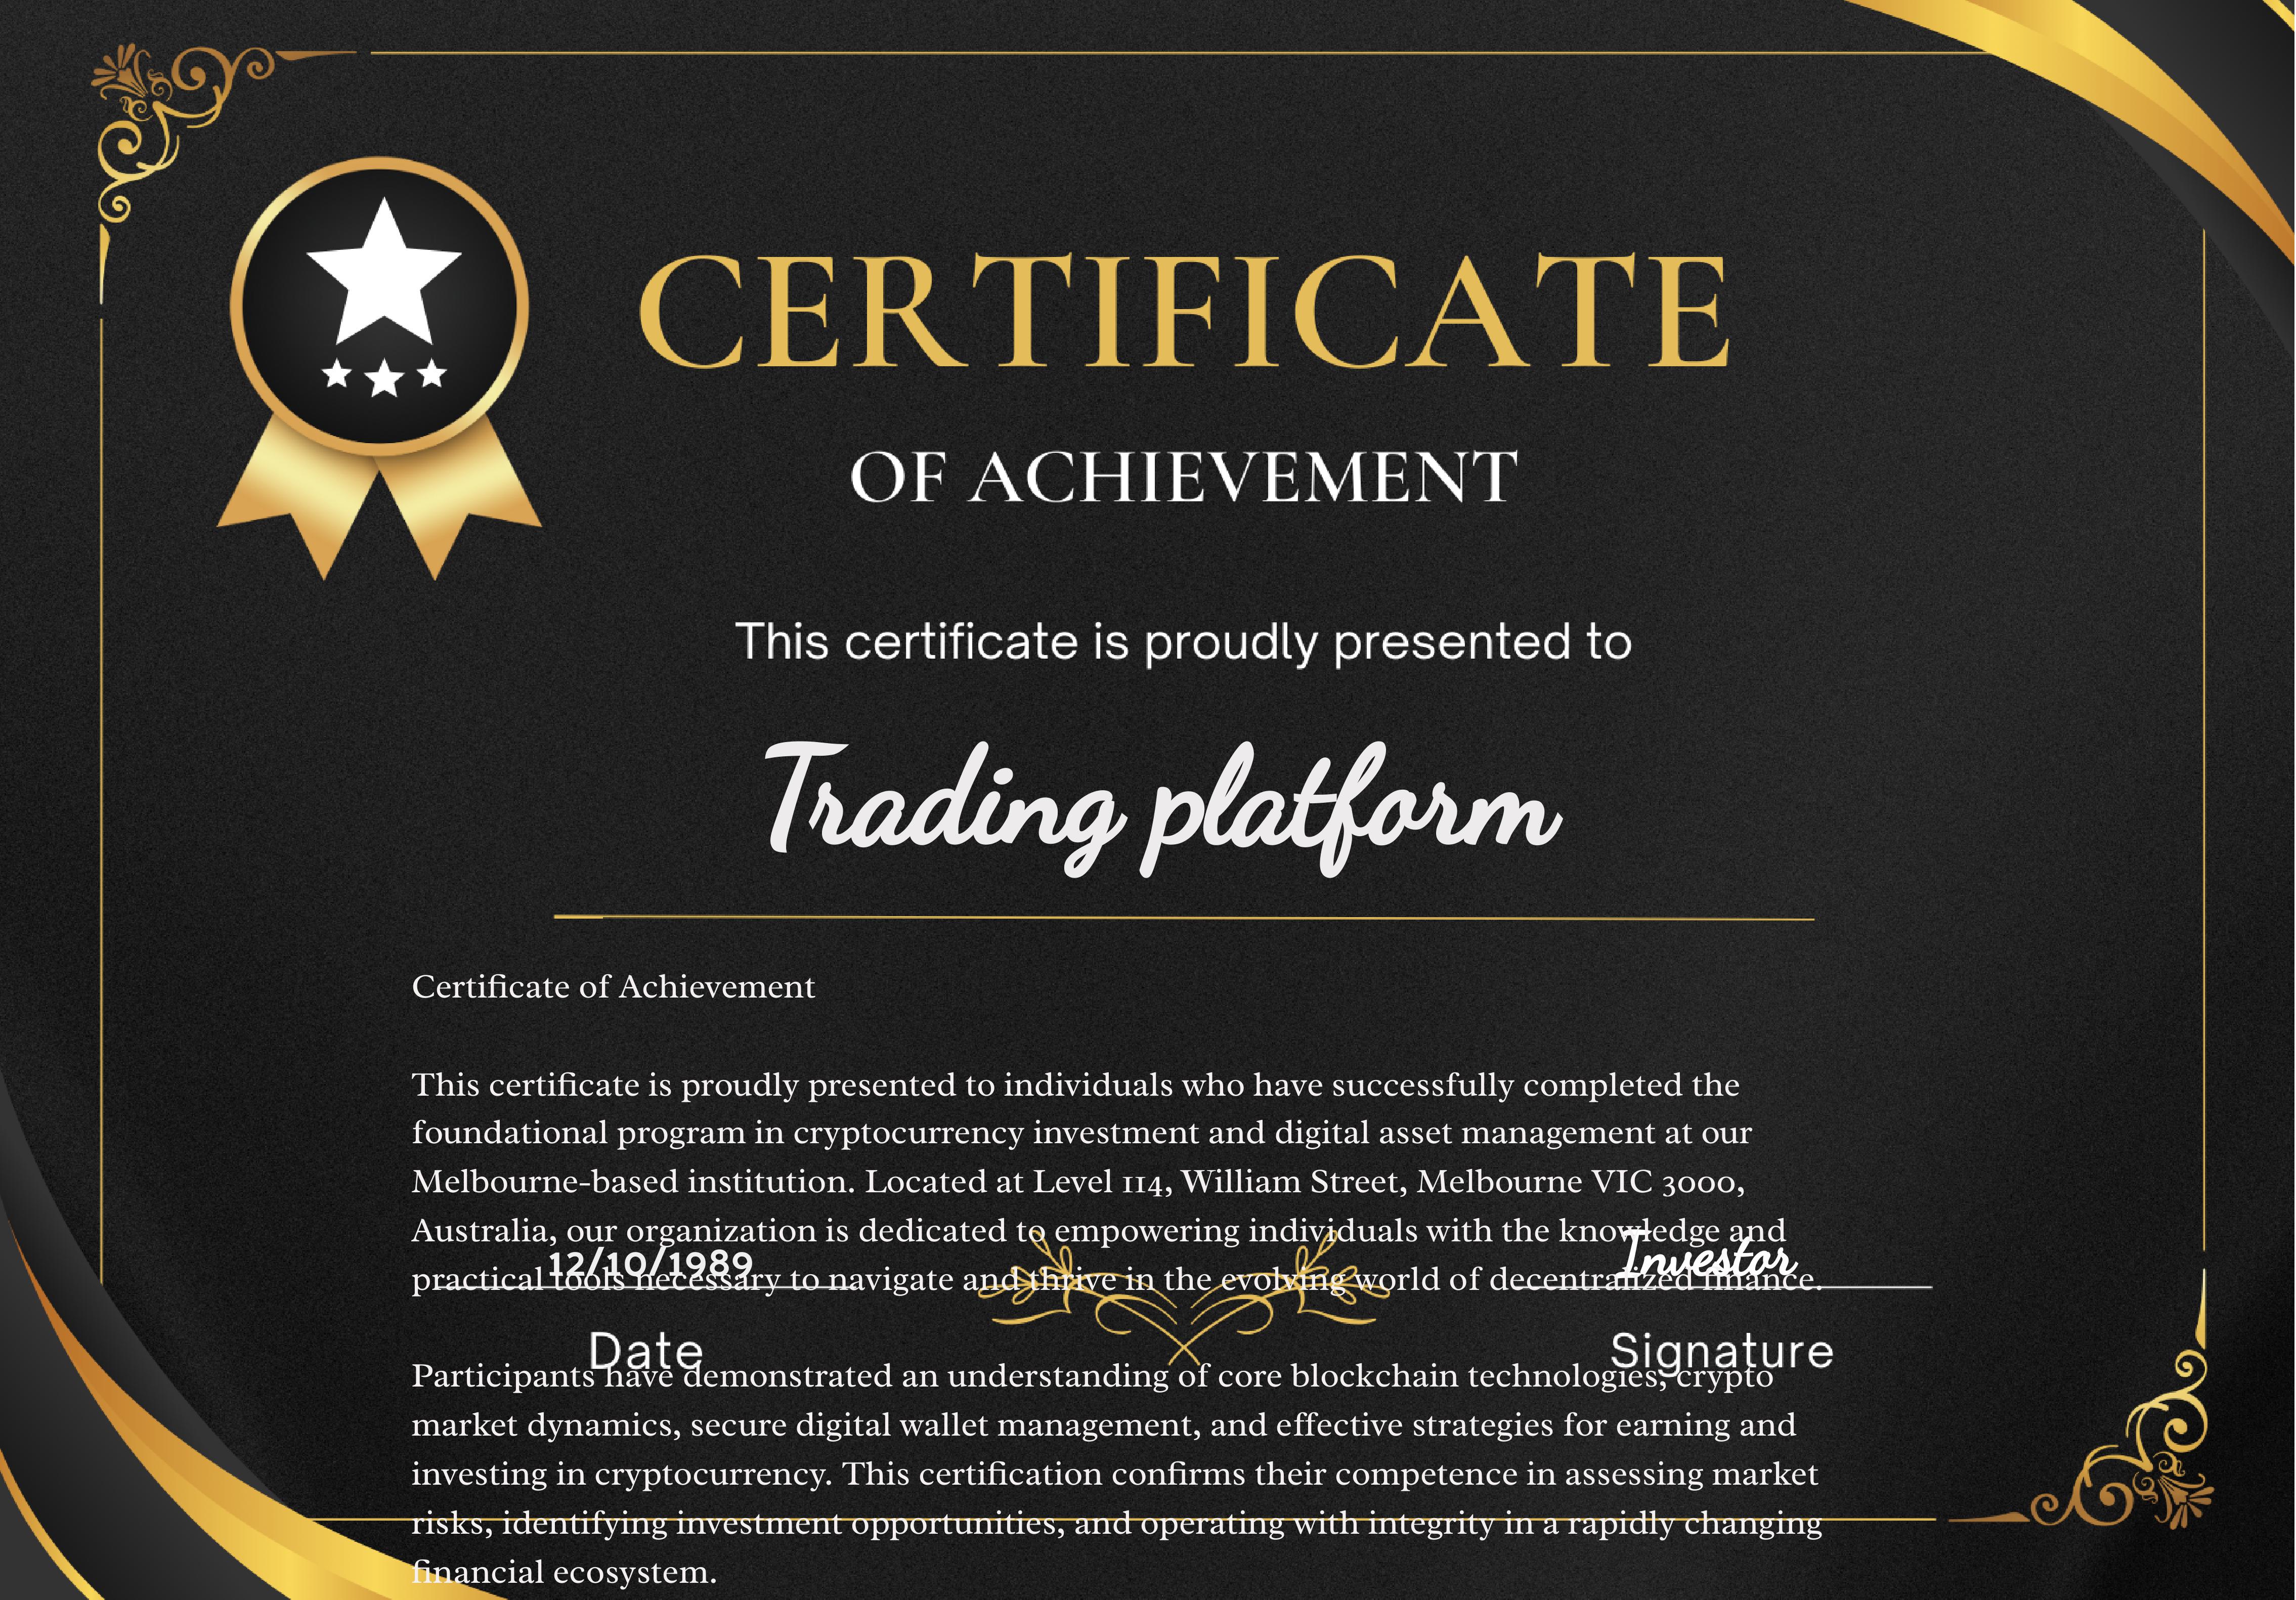 CERTIFICATE
OF ACHIEVEMENT
This certificate is proudly presented to
Trading platform
Certificate of Achievement
This certificate is proudly presented to individuals who have successfully completed the
foundational program in cryptocurrency investment and digital asset management at our
Melbourne-based institution. Located at Level 114, William Street, Melbourne VIC 3000,
Australia, our organization is dedicated to empowering individuals with the knowledge and
practical tools necessary to navigate and thrive in the evolving world of decentralized finance.
12/10/1989
Investor
Date
Signature
Participants have demonstrated an understanding of core blockchain technologies, crypto
market dynamics, secure digital wallet management, and effective strategies for earning and
investing in cryptocurrency. This certification confirms their competence in assessing market
risks, identifying investment opportunities, and operating with integrity in a rapidly changing
financial ecosystem.